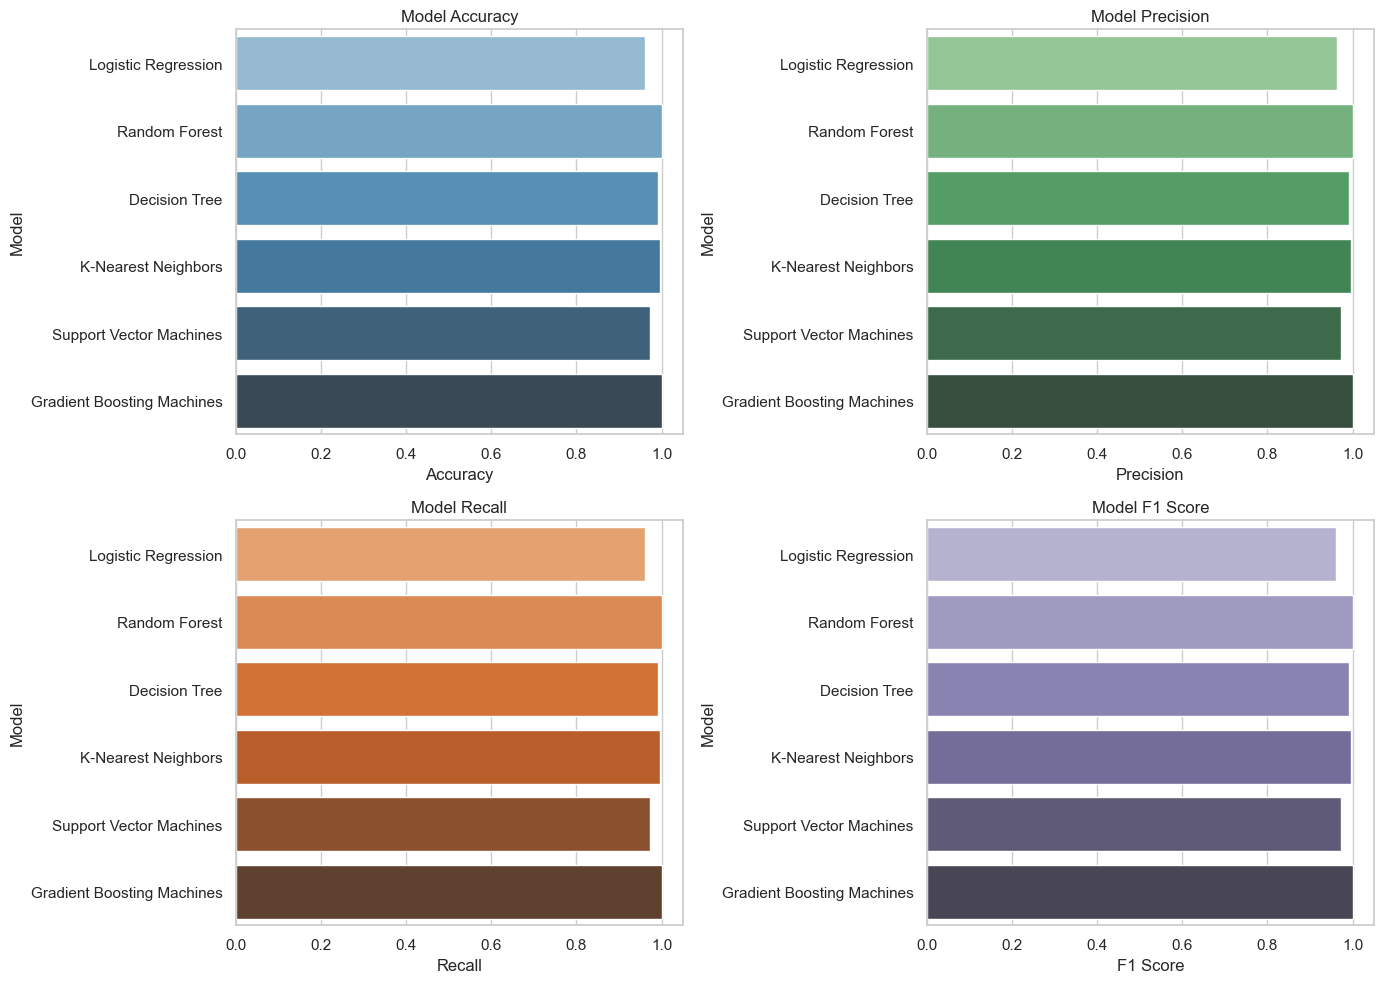 Model Accuracy
Model
Logistic Regression
Random Forest
Decision Tree
K-Nearest Neighbors
Support Vector Machines
Gradient Boosting Machines
0.0 0.2 0.4 0.6 0.8 1.0
Accuracy
Model Precision
Model
Logistic Regression
Random Forest
Decision Tree
K-Nearest Neighbors
Support Vector Machines
Gradient Boosting Machines
0.0 0.2 0.4 0.6 0.8 1.0
Precision
Model Recall
Model
Logistic Regression
Random Forest
Decision Tree
K-Nearest Neighbors
Support Vector Machines
Gradient Boosting Machines
0.0 0.2 0.4 0.6 0.8 1.0
Recall
Model F1 Score
Model
Logistic Regression
Random Forest
Decision Tree
K-Nearest Neighbors
Support Vector Machines
Gradient Boosting Machines
0.0 0.2 0.4 0.6 0.8 1.0
F1 Score